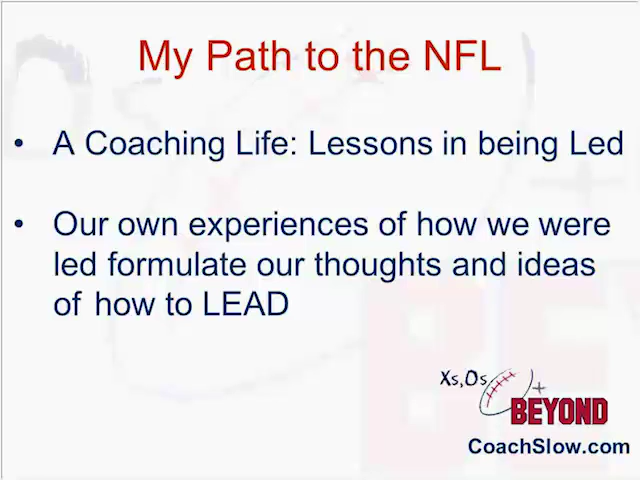 My Path to the NFL
• A Coaching Life: Lessons in being Led
• Our own experiences of how we were
led formulate our thoughts and ideas
of how to LEAD
Xs,Os
+
BEYOND
CoachSlow.com